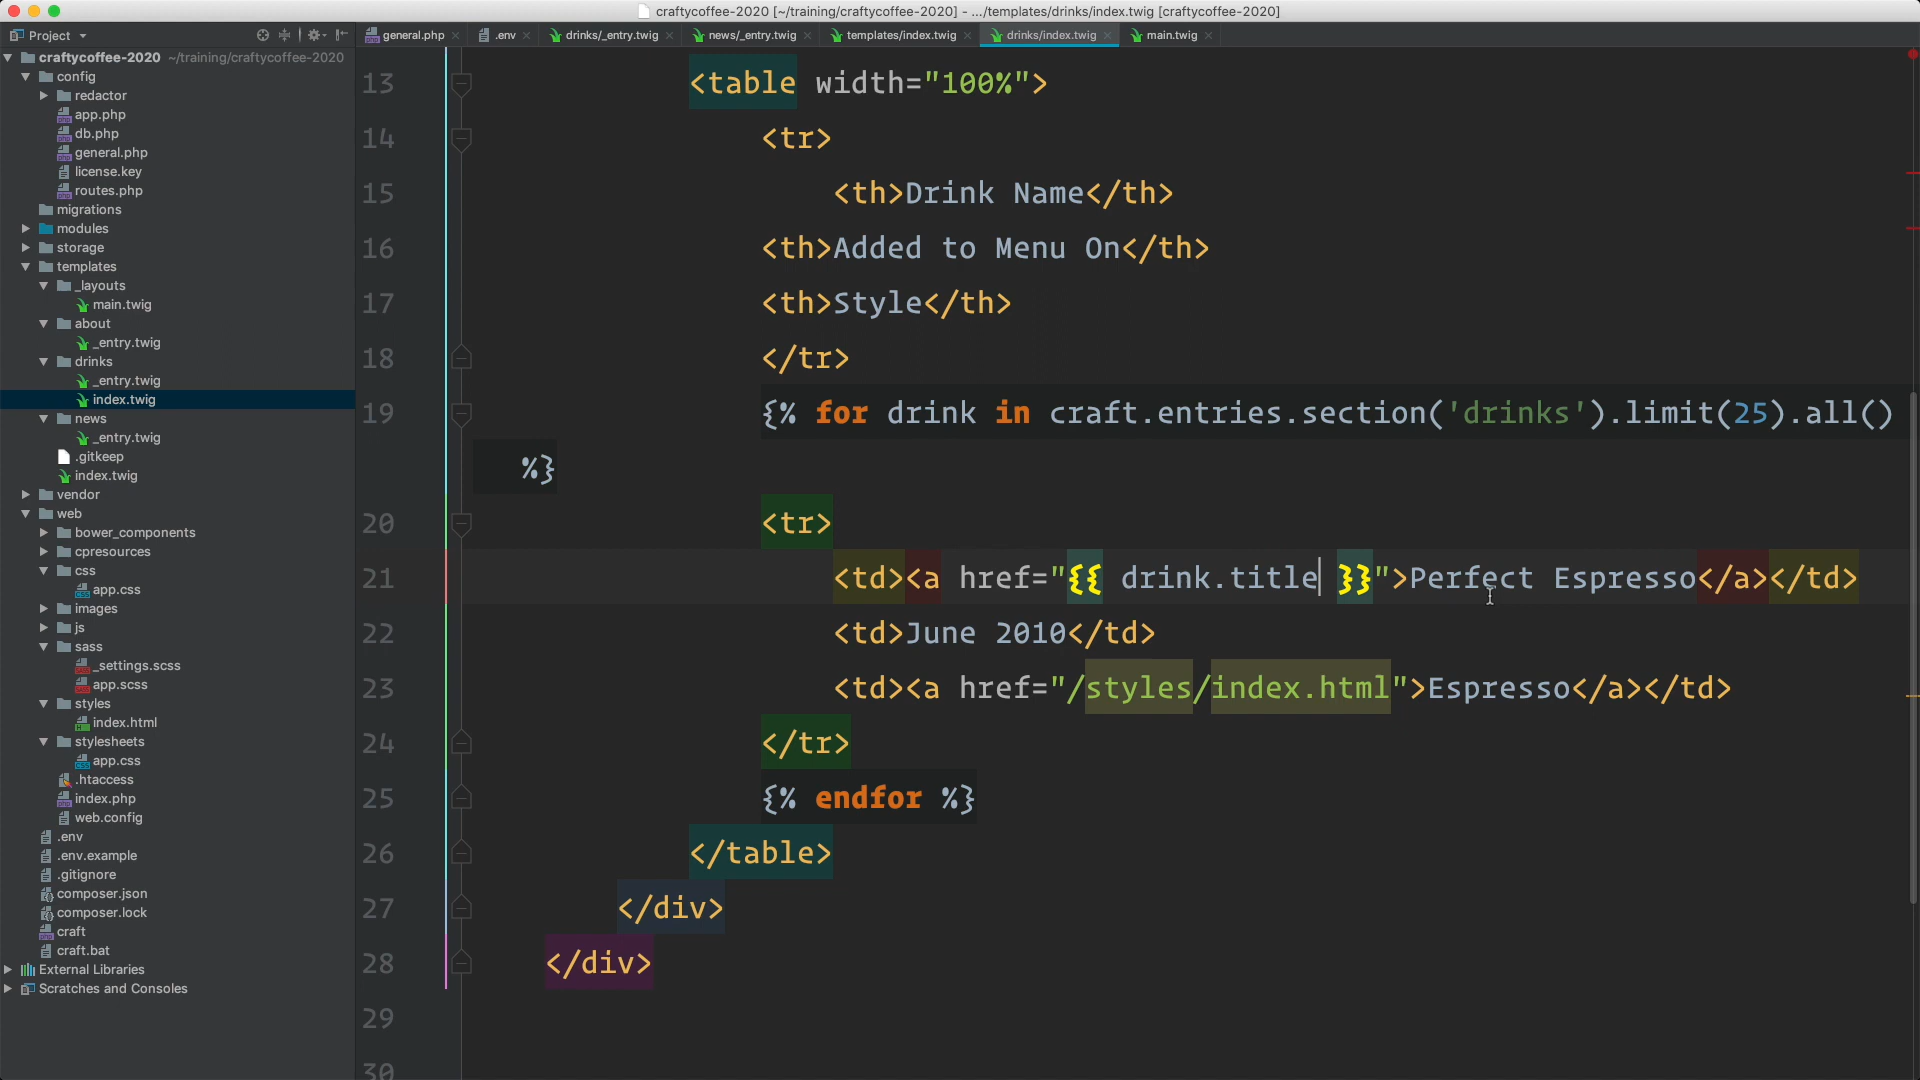 craftycoffee-2020 [~/training/craftycoffee-2020] - .../templates/drinks/index.twig [craftycoffee-2020]
Project
general.php
.env
drinks/_entry.twig
news/_entry.twig
templates/index.twig
drinks/index.twig
main.twig
craftycoffee-2020 ~/training/craftycoffee-2020
config
redactor
app.php
db.php
general.php
license.key
routes.php
migrations
modules
storage
templates
_layouts
main.twig
about
_entry.twig
drinks
_entry.twig
index.twig
news
_entry.twig
.gitkeep
index.twig
vendor
web
bower_components
cpresources
css
app.css
images
js
sass
_settings.scss
app.scss
styles
index.html
stylesheets
app.css
.htaccess
index.php
web.config
.env
.env.example
.gitignore
composer.json
composer.lock
craft
craft.bat
External Libraries
Scratches and Consoles
13 <table width="100%">
14 <tr>
15 <th>Drink Name</th>
16 <th>Added to Menu On</th>
17 <th>Style</th>
18 </tr>
19 {% for drink in craft.entries.section('drinks').limit(25).all()
%}
20 <tr>
21 <td><a href="{{ drink.title }}">Perfect Espresso</a></td>
22 <td>June 2010</td>
23 <td><a href="/styles/index.html">Espresso</a></td>
24 </tr>
25 {% endfor %}
26 </table>
27 </div>
28 </div>
29
30